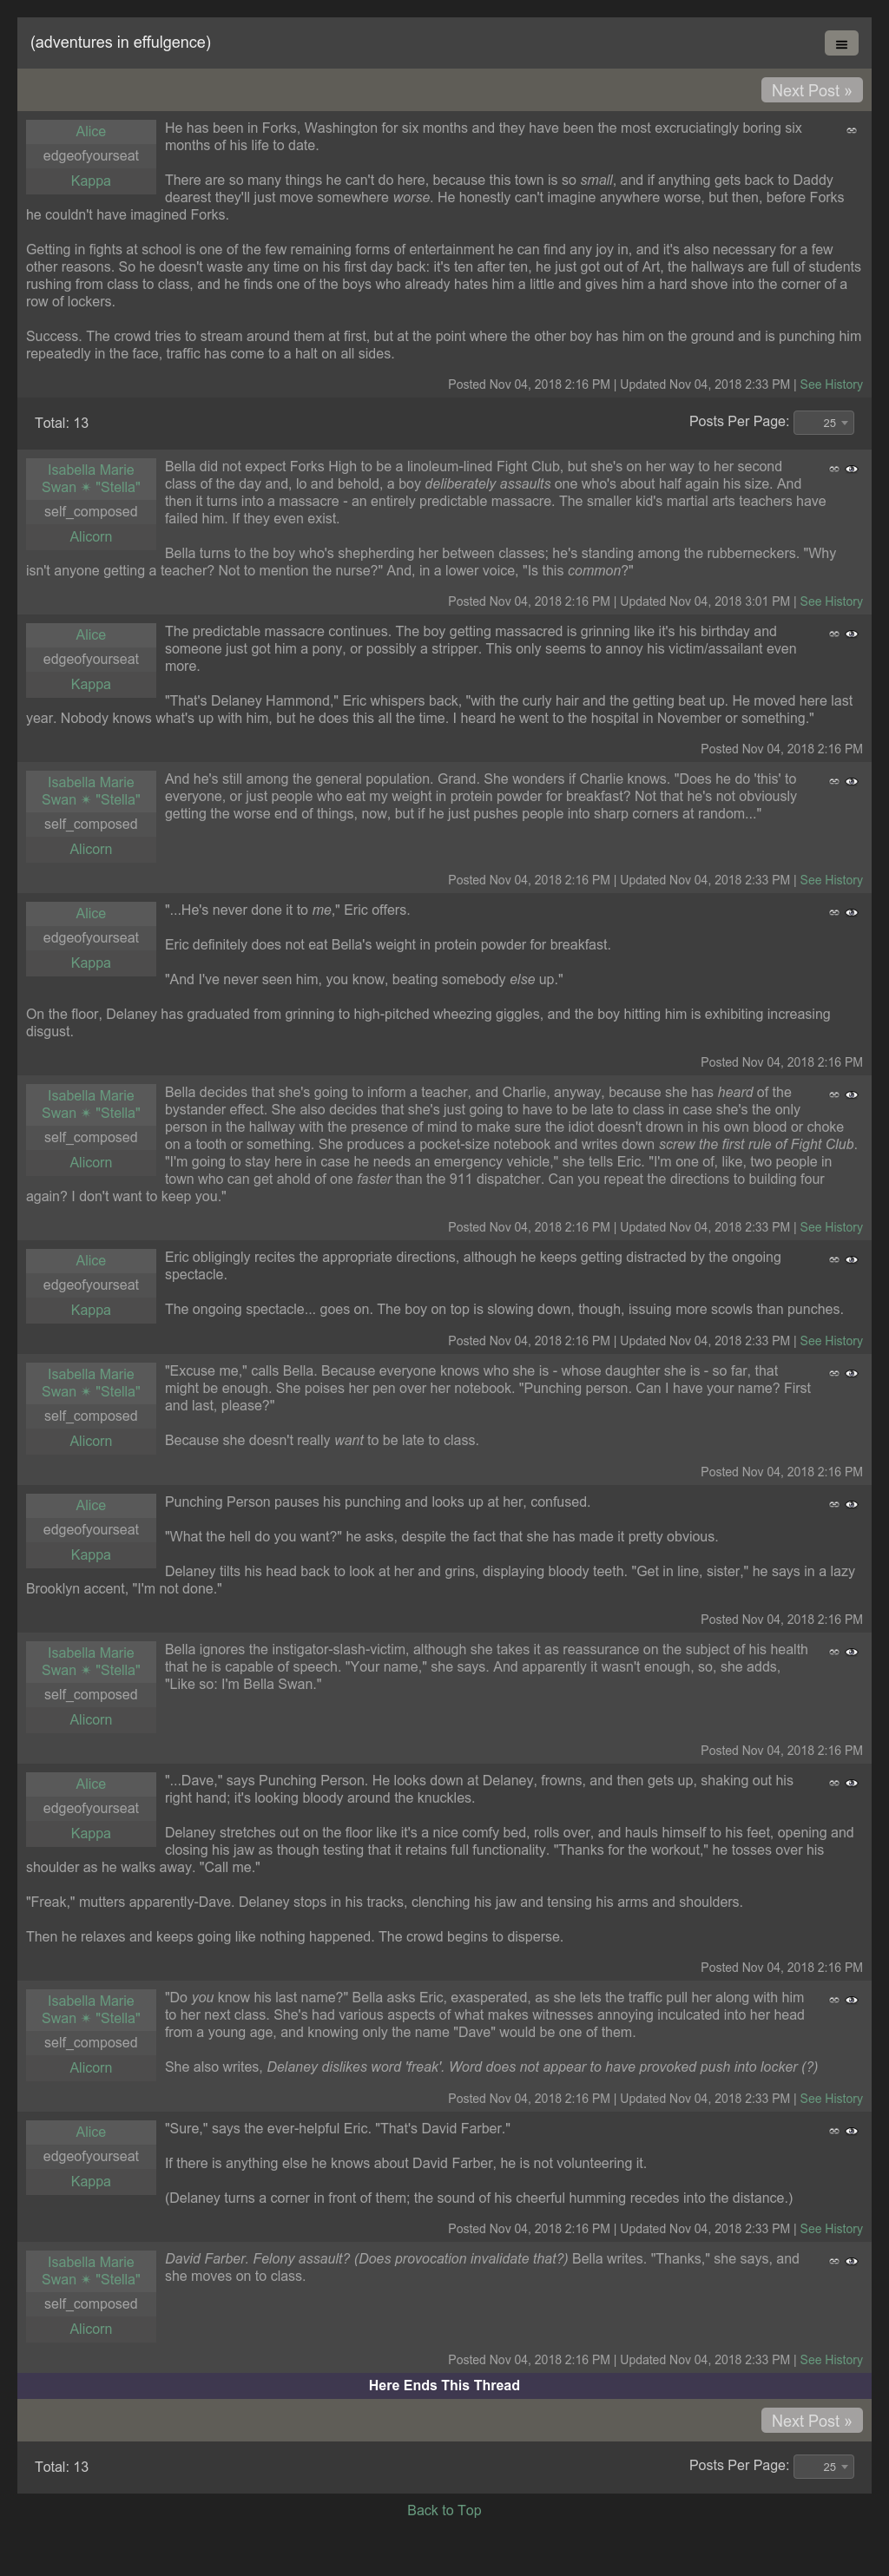 (adventures in effulgence)
Next Post »
Alice
edgeofyourseat
Kappa
He has been in Forks, Washington for six months and they have been the most excruciatingly boring six
months of his life to date.
There are so many things he can't do here, because this town is so small, and if anything gets back to Daddy
dearest they'll just move somewhere worse. He honestly can't imagine anywhere worse, but then, before Forks
he couldn't have imagined Forks.
Getting in fights at school is one of the few remaining forms of entertainment he can find any joy in, and it's also necessary for a few
other reasons. So he doesn't waste any time on his first day back: it's ten after ten, he just got out of Art, the hallways are full of students
rushing from class to class, and he finds one of the boys who already hates him a little and gives him a hard shove into the corner of a
row of lockers.
Success. The crowd tries to stream around them at first, but at the point where the other boy has him on the ground and is punching him
repeatedly in the face, traffic has come to a halt on all sides.
Posted Nov 04, 2018 2:16 PM | Updated Nov 04, 2018 2:33 PM | See History
Total: 13
Posts Per Page: 25
Isabella Marie
Swan ✴ "Stella"
self_composed
Alicorn
Bella did not expect Forks High to be a linoleum-lined Fight Club, but she's on her way to her second
class of the day and, lo and behold, a boy deliberately assaults one who's about half again his size. And
then it turns into a massacre - an entirely predictable massacre. The smaller kid's martial arts teachers have
failed him. If they even exist.
Bella turns to the boy who's shepherding her between classes; he's standing among the rubberneckers. "Why
isn't anyone getting a teacher? Not to mention the nurse?" And, in a lower voice, "Is this common?"
Posted Nov 04, 2018 2:16 PM | Updated Nov 04, 2018 3:01 PM | See History
Alice
edgeofyourseat
Kappa
The predictable massacre continues. The boy getting massacred is grinning like it's his birthday and
someone just got him a pony, or possibly a stripper. This only seems to annoy his victim/assailant even
more.
"That's Delaney Hammond," Eric whispers back, "with the curly hair and the getting beat up. He moved here last
year. Nobody knows what's up with him, but he does this all the time. I heard he went to the hospital in November or something."
Posted Nov 04, 2018 2:16 PM
Isabella Marie
Swan ✴ "Stella"
self_composed
Alicorn
And he's still among the general population. Grand. She wonders if Charlie knows. "Does he do 'this' to
everyone, or just people who eat my weight in protein powder for breakfast? Not that he's not obviously
getting the worse end of things, now, but if he just pushes people into sharp corners at random..."
Posted Nov 04, 2018 2:16 PM | Updated Nov 04, 2018 2:33 PM | See History
Alice
edgeofyourseat
Kappa
"...He's never done it to me," Eric offers.
Eric definitely does not eat Bella's weight in protein powder for breakfast.
"And I've never seen him, you know, beating somebody else up."
On the floor, Delaney has graduated from grinning to high-pitched wheezing giggles, and the boy hitting him is exhibiting increasing
disgust.
Posted Nov 04, 2018 2:16 PM
Isabella Marie
Swan ✴ "Stella"
self_composed
Alicorn
Bella decides that she's going to inform a teacher, and Charlie, anyway, because she has heard of the
bystander effect. She also decides that she's just going to have to be late to class in case she's the only
person in the hallway with the presence of mind to make sure the idiot doesn't drown in his own blood or choke
on a tooth or something. She produces a pocket-size notebook and writes down screw the first rule of Fight Club.
"I'm going to stay here in case he needs an emergency vehicle," she tells Eric. "I'm one of, like, two people in
town who can get ahold of one faster than the 911 dispatcher. Can you repeat the directions to building four
again? I don't want to keep you."
Posted Nov 04, 2018 2:16 PM | Updated Nov 04, 2018 2:33 PM | See History
Alice
edgeofyourseat
Kappa
Eric obligingly recites the appropriate directions, although he keeps getting distracted by the ongoing
spectacle.
The ongoing spectacle... goes on. The boy on top is slowing down, though, issuing more scowls than punches.
Posted Nov 04, 2018 2:16 PM | Updated Nov 04, 2018 2:33 PM | See History
Isabella Marie
Swan ✴ "Stella"
self_composed
Alicorn
"Excuse me," calls Bella. Because everyone knows who she is - whose daughter she is - so far, that
might be enough. She poises her pen over her notebook. "Punching person. Can I have your name? First
and last, please?"
Because she doesn't really want to be late to class.
Posted Nov 04, 2018 2:16 PM
Alice
edgeofyourseat
Kappa
Punching Person pauses his punching and looks up at her, confused.
"What the hell do you want?" he asks, despite the fact that she has made it pretty obvious.
Delaney tilts his head back to look at her and grins, displaying bloody teeth. "Get in line, sister," he says in a lazy
Brooklyn accent, "I'm not done."
Posted Nov 04, 2018 2:16 PM
Isabella Marie
Swan ✴ "Stella"
self_composed
Alicorn
Bella ignores the instigator-slash-victim, although she takes it as reassurance on the subject of his health
that he is capable of speech. "Your name," she says. And apparently it wasn't enough, so, she adds,
"Like so: I'm Bella Swan."
Posted Nov 04, 2018 2:16 PM
Alice
edgeofyourseat
Kappa
"...Dave," says Punching Person. He looks down at Delaney, frowns, and then gets up, shaking out his
right hand; it's looking bloody around the knuckles.
Delaney stretches out on the floor like it's a nice comfy bed, rolls over, and hauls himself to his feet, opening and
closing his jaw as though testing that it retains full functionality. "Thanks for the workout," he tosses over his
shoulder as he walks away. "Call me."
"Freak," mutters apparently-Dave. Delaney stops in his tracks, clenching his jaw and tensing his arms and shoulders.
Then he relaxes and keeps going like nothing happened. The crowd begins to disperse.
Posted Nov 04, 2018 2:16 PM
Isabella Marie
Swan ✴ "Stella"
self_composed
Alicorn
"Do you know his last name?" Bella asks Eric, exasperated, as she lets the traffic pull her along with him
to her next class. She's had various aspects of what makes witnesses annoying inculcated into her head
from a young age, and knowing only the name "Dave" would be one of them.
She also writes, Delaney dislikes word 'freak'. Word does not appear to have provoked push into locker (?)
Posted Nov 04, 2018 2:16 PM | Updated Nov 04, 2018 2:33 PM | See History
Alice
edgeofyourseat
Kappa
"Sure," says the ever-helpful Eric. "That's David Farber."
If there is anything else he knows about David Farber, he is not volunteering it.
(Delaney turns a corner in front of them; the sound of his cheerful humming recedes into the distance.)
Posted Nov 04, 2018 2:16 PM | Updated Nov 04, 2018 2:33 PM | See History
Isabella Marie
Swan ✴ "Stella"
self_composed
Alicorn
David Farber. Felony assault? (Does provocation invalidate that?) Bella writes. "Thanks," she says, and
she moves on to class.
Posted Nov 04, 2018 2:16 PM | Updated Nov 04, 2018 2:33 PM | See History
Here Ends This Thread
Next Post »
Total: 13
Posts Per Page: 25
Back to Top